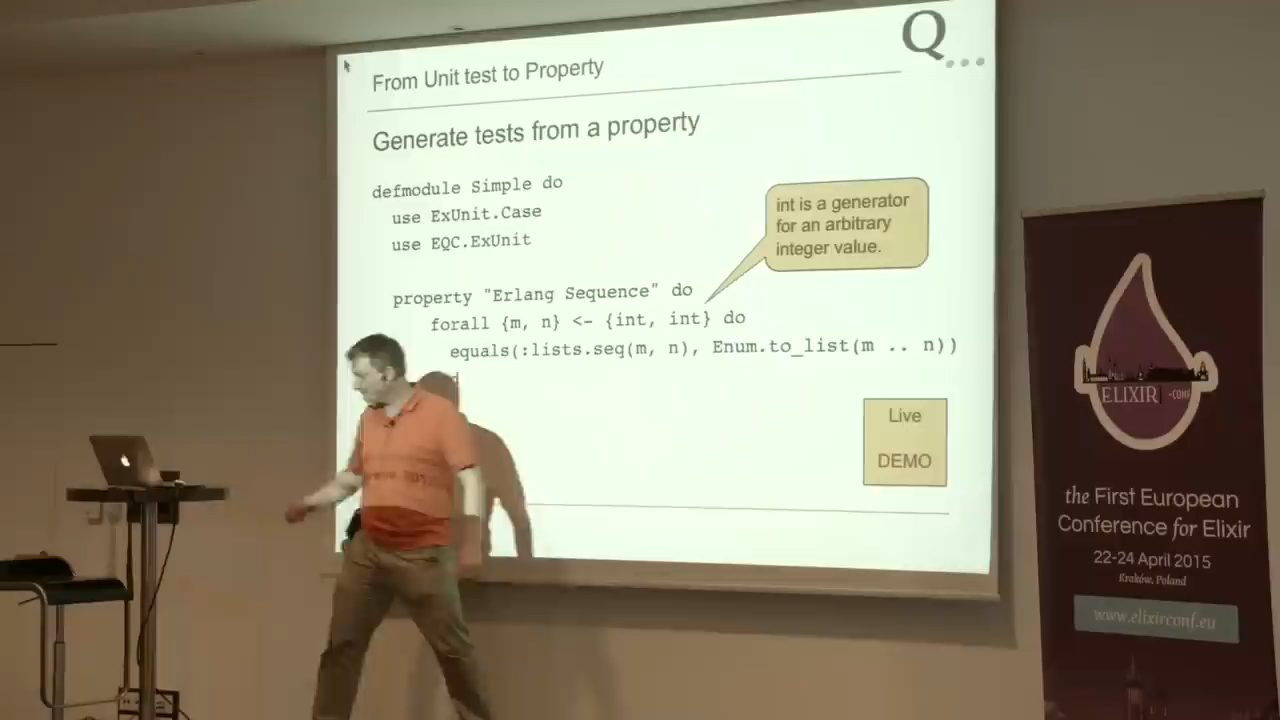 From Unit test to Property
Q...
Generate tests from a property
defmodule Simple do
use ExUnit.Case
use EQC.ExUnit
property "Erlang Sequence" do
forall {m, n} <- {int, int} do
equals(:lists.seq(m, n), Enum.to_list(m .. n))
int is a generator
for an arbitrary
integer value.
Live
DEMO
ELIXIR -CONF
the First European
Conference for Elixir
22-24 April 2015
Kraków, Poland
www.elixirconf.eu